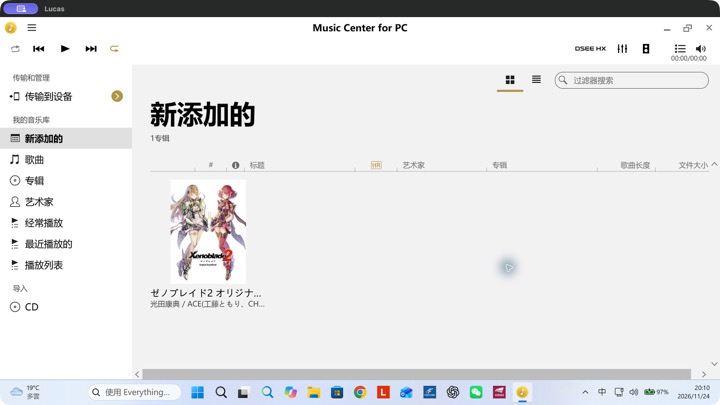 Lucas
Music Center for PC
DSEE HX
00:00/00:00
传输和管理
传输到设备
我的音乐库
新添加的
歌曲
专辑
艺术家
经常播放
最近播放的
播放列表
导入
CD
过滤器搜索
新添加的
1专辑
# 标题 HR 艺术家 专辑 歌曲长度 文件大小
Xenoblade2
Original Soundtrack
ゼノブレイド2 オリジナ...
光田康典 / ACE(工藤ともり、CH...
19°C
多雲
使用 Everything...
中
97%
20:10
2026/11/24